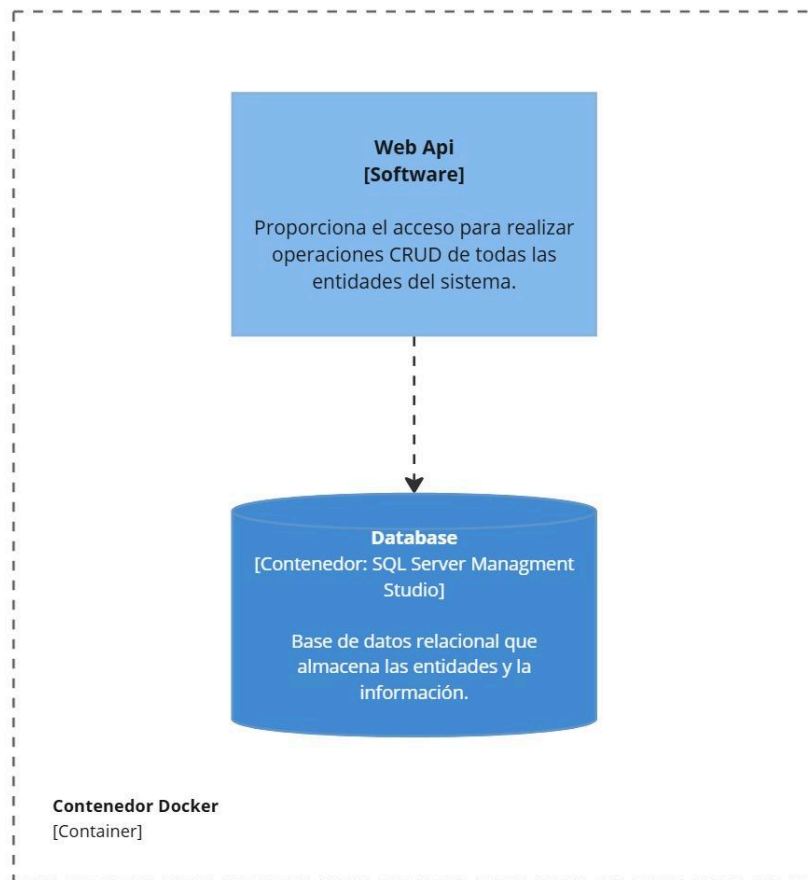 Web Api
[Software]
Proporciona el acceso para realizar
operaciones CRUD de todas las
entidades del sistema.
Database
[Contenedor: SQL Server Managment
Studio]
Base de datos relacional que
almacena las entidades y la
información.
Contenedor Docker
[Container]